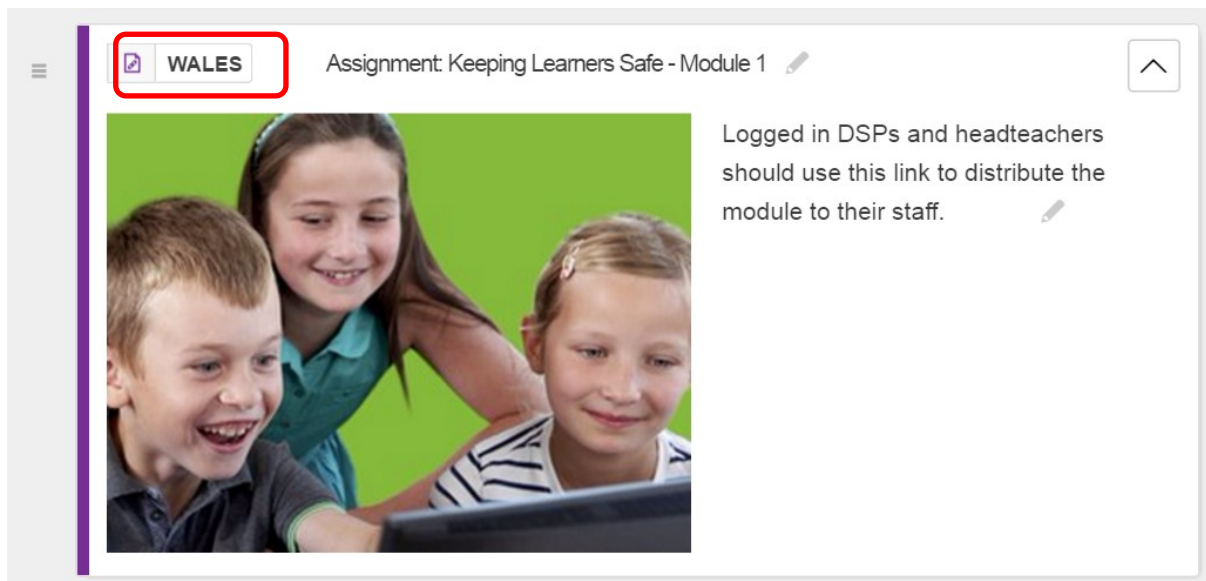 WALES Assignment: Keeping Learners Safe - Module 1
Logged in DSPs and headteachers
should use this link to distribute the
module to their staff.